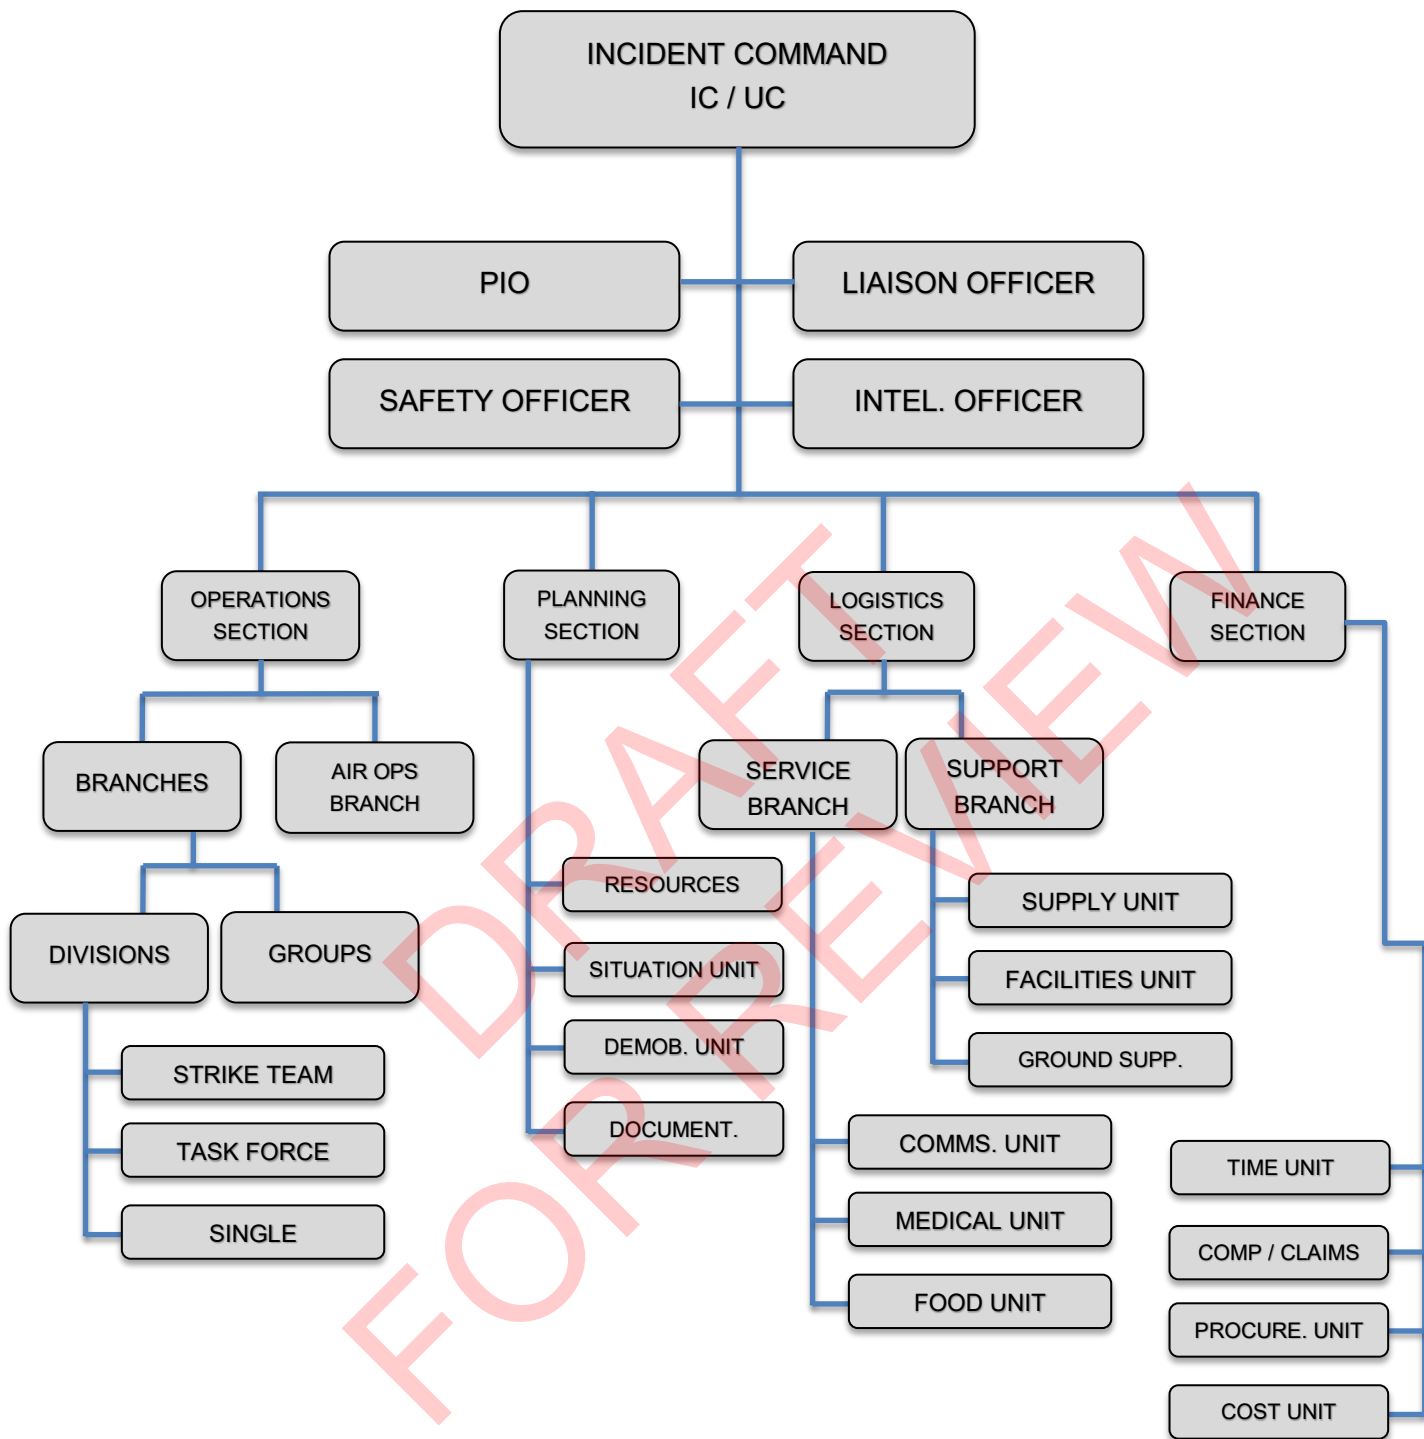 INCIDENT COMMAND
IC / UC
PIO
LIAISON OFFICER
SAFETY OFFICER
INTEL. OFFICER
OPERATIONS
SECTION
PLANNING
SECTION
LOGISTICS
SECTION
FINANCE
SECTION
BRANCHES
AIR OPS
BRANCH
SERVICE
BRANCH
SUPPORT
BRANCH
DIVISIONS
GROUPS
STRIKE TEAM
TASK FORCE
SINGLE
RESOURCES
SITUATION UNIT
DEMOB. UNIT
DOCUMENT.
SUPPLY UNIT
FACILITIES UNIT
GROUND SUPP.
COMMS. UNIT
MEDICAL UNIT
FOOD UNIT
TIME UNIT
COMP / CLAIMS
PROCURE. UNIT
COST UNIT
DRAFT
FOR REVIEW